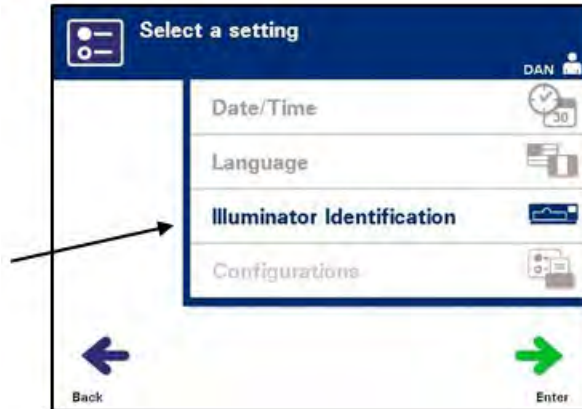 Select a setting
DAN
Date/Time
30
Language
Illuminator Identification
Configurations
Back
Enter